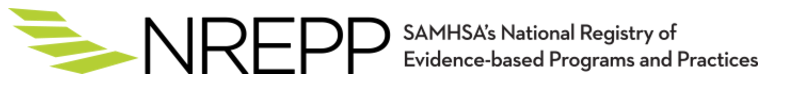 NREPP
SAMHSA's National Registry of
Evidence-based Programs and Practices